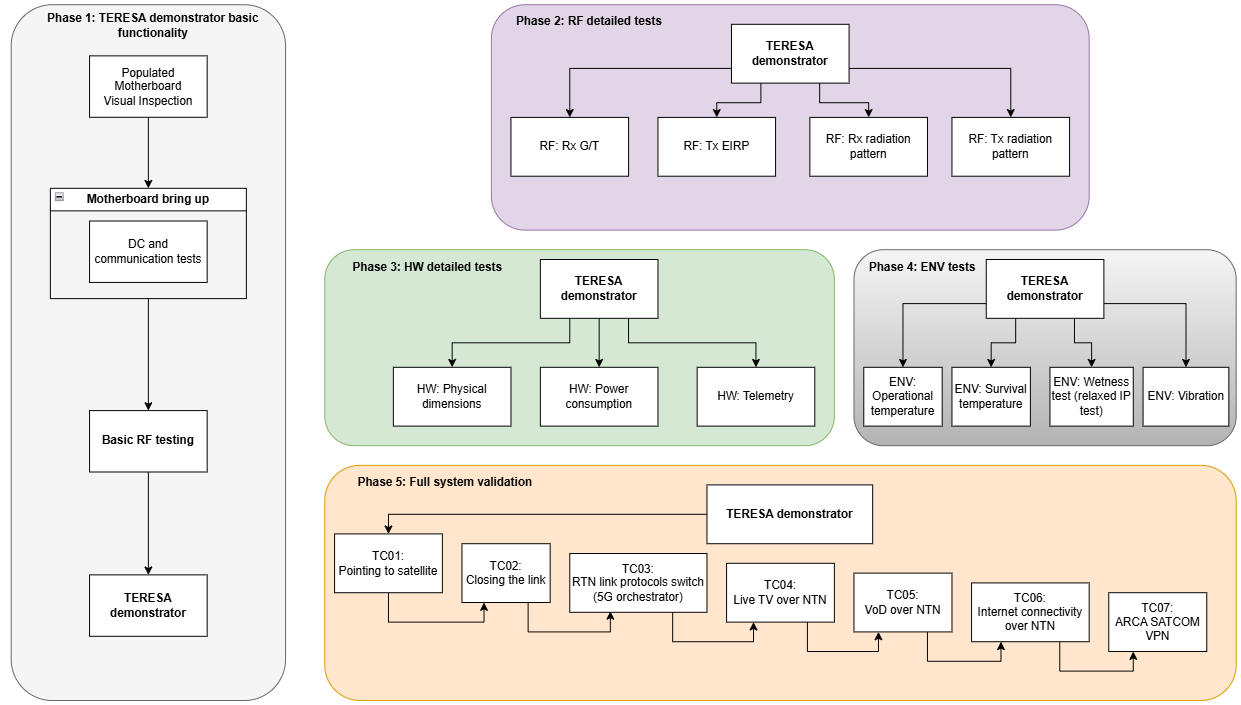 Phase 1: TERESA demonstrator basic
functionality
Populated
Motherboard
Visual Inspection
Motherboard bring up
DC and
communication tests
Basic RF testing
TERESA
demonstrator
Phase 2: RF detailed tests
TERESA
demonstrator
RF: Rx G/T
RF: Tx EIRP
RF: Rx radiation
pattern
RF: Tx radiation
pattern
Phase 3: HW detailed tests
TERESA
demonstrator
HW: Physical
dimensions
HW: Power
consumption
HW: Telemetry
Phase 4: ENV tests
TERESA
demonstrator
ENV:
Operational
temperature
ENV: Survival
temperature
ENV: Wetness
test (relaxed IP
test)
ENV: Vibration
Phase 5: Full system validation
TERESA demonstrator
TC01:
Pointing to satellite
TC02:
Closing the link
TC03:
RTN link protocols switch
(5G orchestrator)
TC04:
Live TV over NTN
TC05:
VoD over NTN
TC06:
Internet connectivity
over NTN
TC07:
ARCA SATCOM
VPN